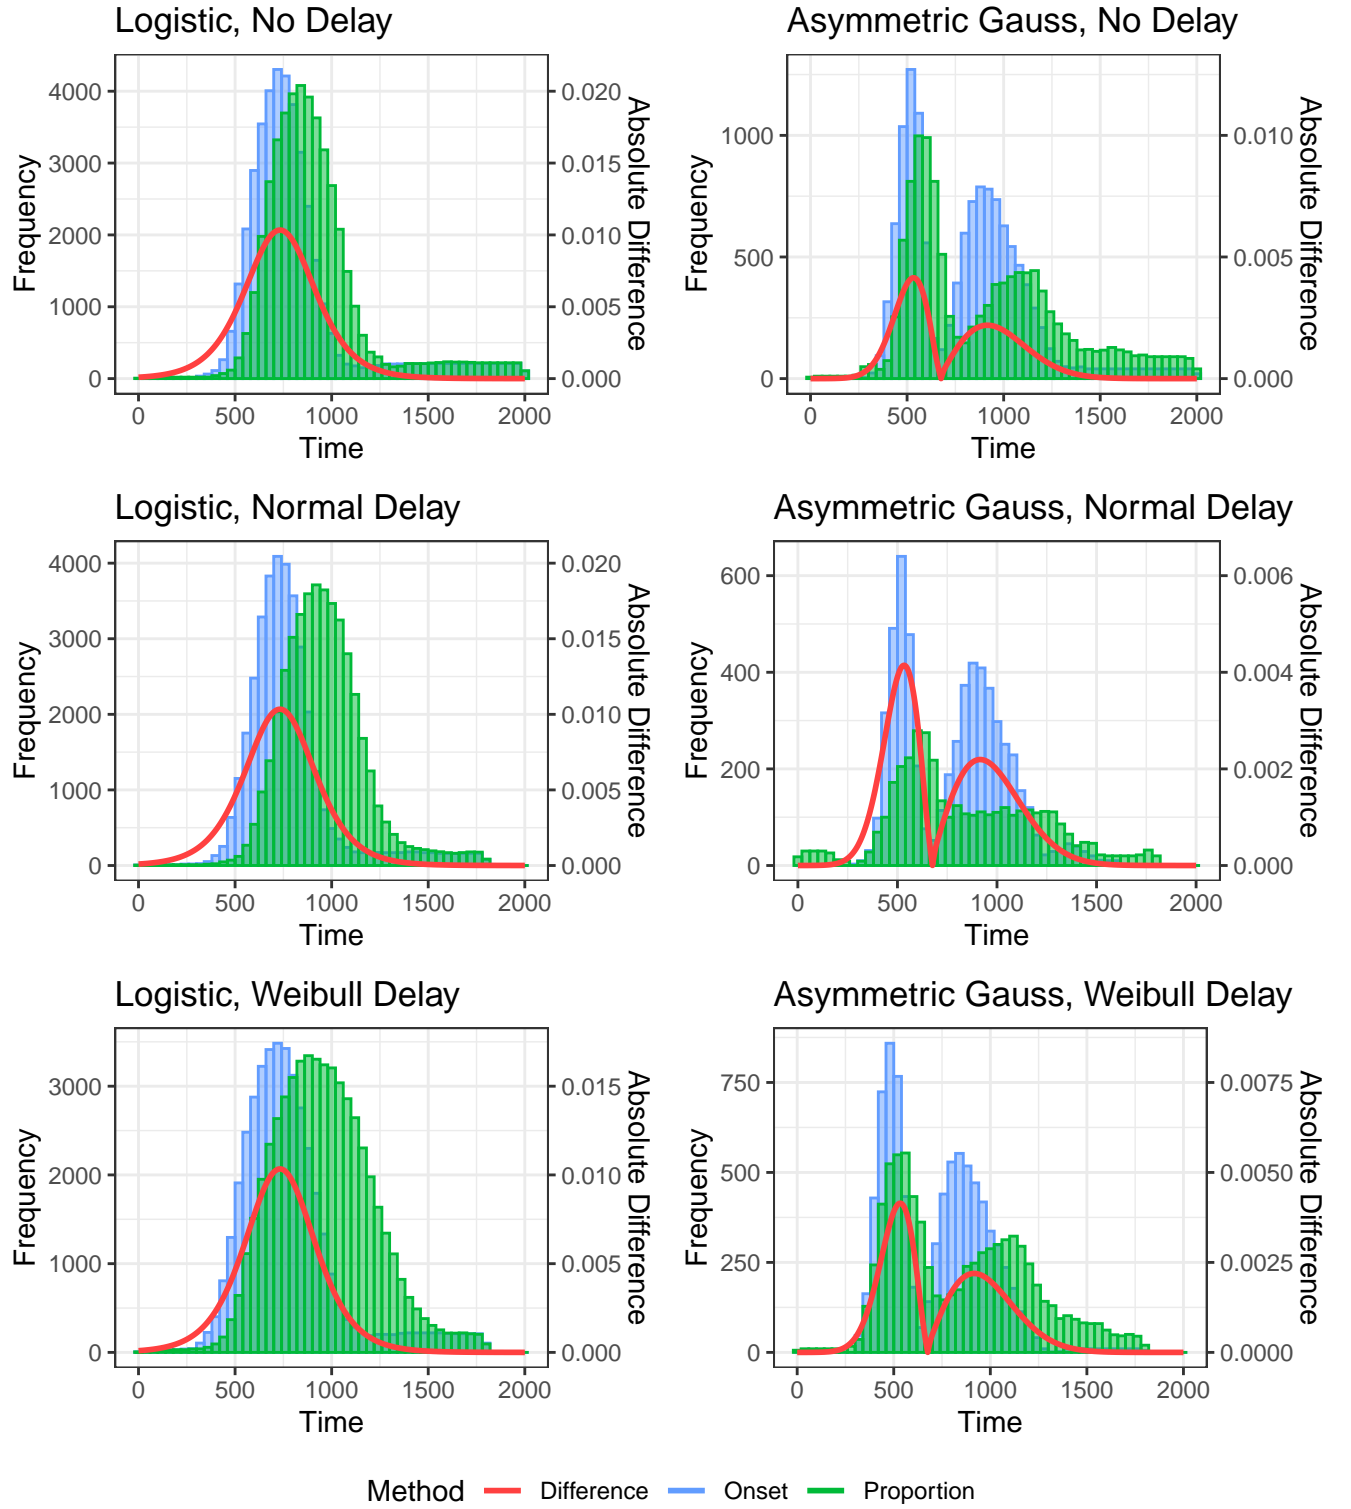 Logistic, No Delay
Frequency
4000
3000
2000
1000
0
0 500 1000 1500 2000
Time
0.020
0.015
0.010
0.005
0.000
Absolute Difference
Asymmetric Gauss, No Delay
Frequency
1000
500
0
0 500 1000 1500 2000
Time
0.010
0.005
0.000
Absolute Difference
Logistic, Normal Delay
Frequency
4000
3000
2000
1000
0
0 500 1000 1500 2000
Time
0.020
0.015
0.010
0.005
0.000
Absolute Difference
Asymmetric Gauss, Normal Delay
Frequency
600
400
200
0
0 500 1000 1500 2000
Time
0.006
0.004
0.002
0.000
Absolute Difference
Logistic, Weibull Delay
Frequency
3000
2000
1000
0
0 500 1000 1500 2000
Time
0.015
0.010
0.005
0.000
Absolute Difference
Asymmetric Gauss, Weibull Delay
Frequency
750
500
250
0
0 500 1000 1500 2000
Time
0.0075
0.0050
0.0025
0.0000
Absolute Difference
Method Difference Onset Proportion